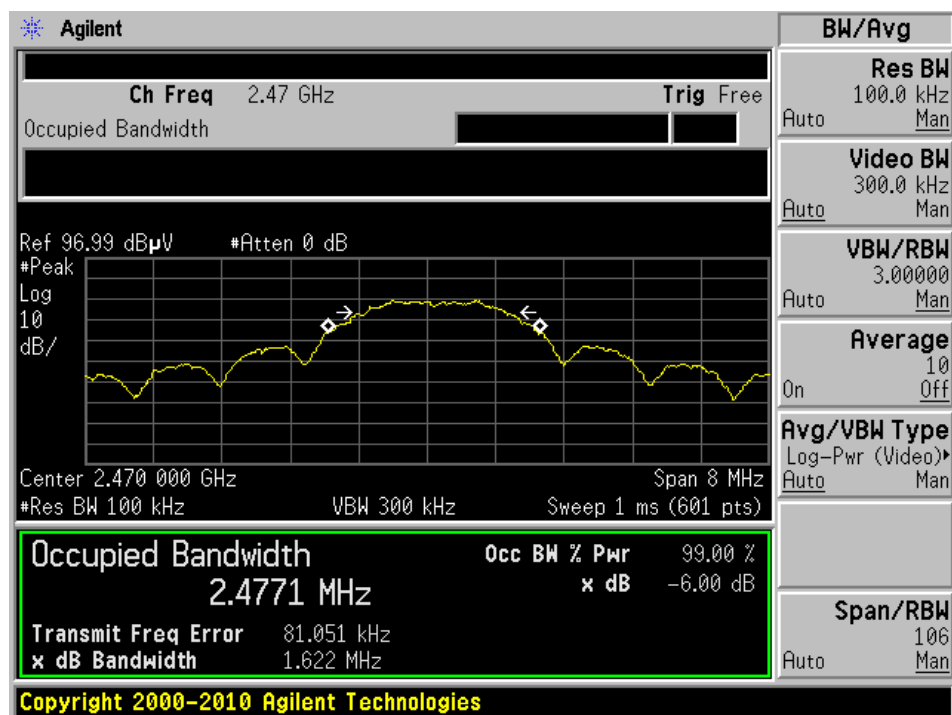 Agilent
Ch Freq 2.47 GHz Trig Free
Occupied Bandwidth
Ref 96.99 dBµV #Atten 0 dB
#Peak
Log
10
dB/
Center 2.470 000 GHz Span 8 MHz
#Res BW 100 kHz VBW 300 kHz Sweep 1 ms (601 pts)
Occupied Bandwidth
2.4771 MHz
Occ BW % Pwr 99.00 %
x dB -6.00 dB
Transmit Freq Error 81.051 kHz
x dB Bandwidth 1.622 MHz
Copyright 2000-2010 Agilent Technologies
BW/Avg
Res BW
100.0 kHz
Auto Man
Video BW
300.0 kHz
Auto Man
VBW/RBW
3.00000
Auto Man
Average
10
On Off
Avg/VBW Type
Log-Pwr (Video)
Auto Man
Span/RBW
106
Auto Man